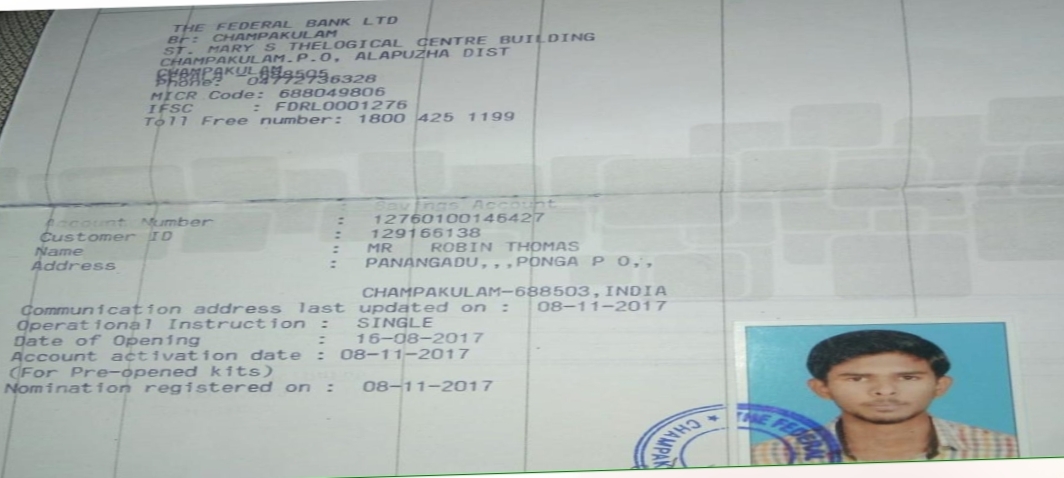 THE FEDERAL BANK LTD
Br: CHAMPAKULAM
ST. MARY S THELOGICAL CENTRE BUILDING
CHAMPAKULAM.P.O, ALAPUZHA DIST
CHAMPAKULAM
Phone: 04772736328
MICR Code: 688049806
IFSC : FDRL0001276
Toll Free number: 1800 425 1199
: Savings Account
Account Number : 12760100146427
Customer ID : 129166138
Name : MR ROBIN THOMAS
Address : PANANGADU,,,PONGA P O,,
CHAMPAKULAM-688503,INDIA
Communication address last updated on : 08-11-2017
Operational Instruction : SINGLE
Date of Opening : 16-08-2017
Account activation date : 08-11-2017
(For Pre-opened kits)
Nomination registered on : 08-11-2017
CHAMPAK * THE FEDERA